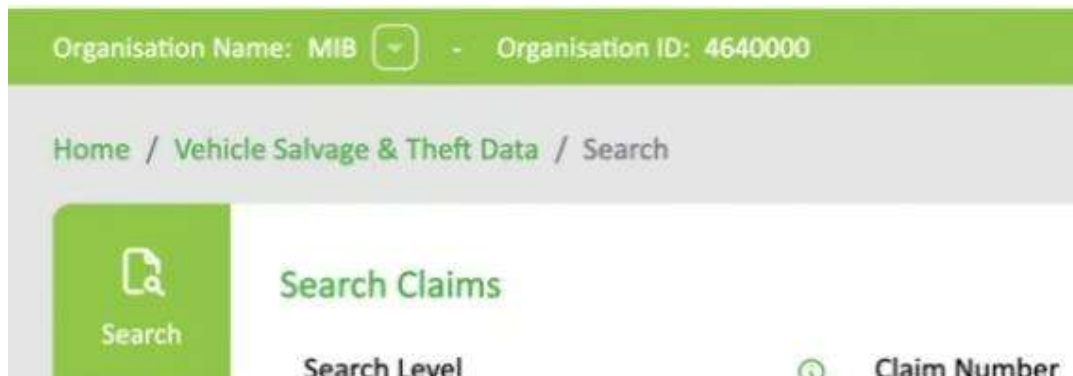 Organisation Name: MIB - Organisation ID: 4640000
Home / Vehicle Salvage & Theft Data / Search
Search Claims
Search
Search Level Claim Number